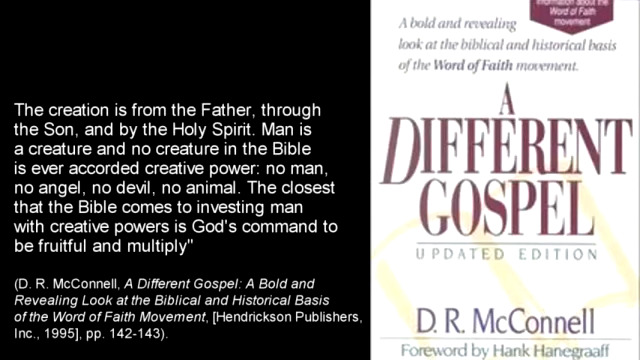 The creation is from the Father, through
the Son, and by the Holy Spirit. Man is
a creature and no creature in the Bible
is ever accorded creative power: no man,
no angel, no devil, no animal. The closest
that the Bible comes to investing man
with creative powers is God's command to
be fruitful and multiply"
(D. R. McConnell, A Different Gospel: A Bold and
Revealing Look at the Biblical and Historical Basis
of the Word of Faith Movement, [Hendrickson Publishers,
Inc., 1995], pp. 142-143).
information about the
Word of Faith
movement
A bold and revealing
look at the biblical and historical basis
of the Word of Faith movement.
A
DIFFERENT
GOSPEL
UPDATED EDITION
D. R. McConnell
Foreword by Hank Hanegraaff